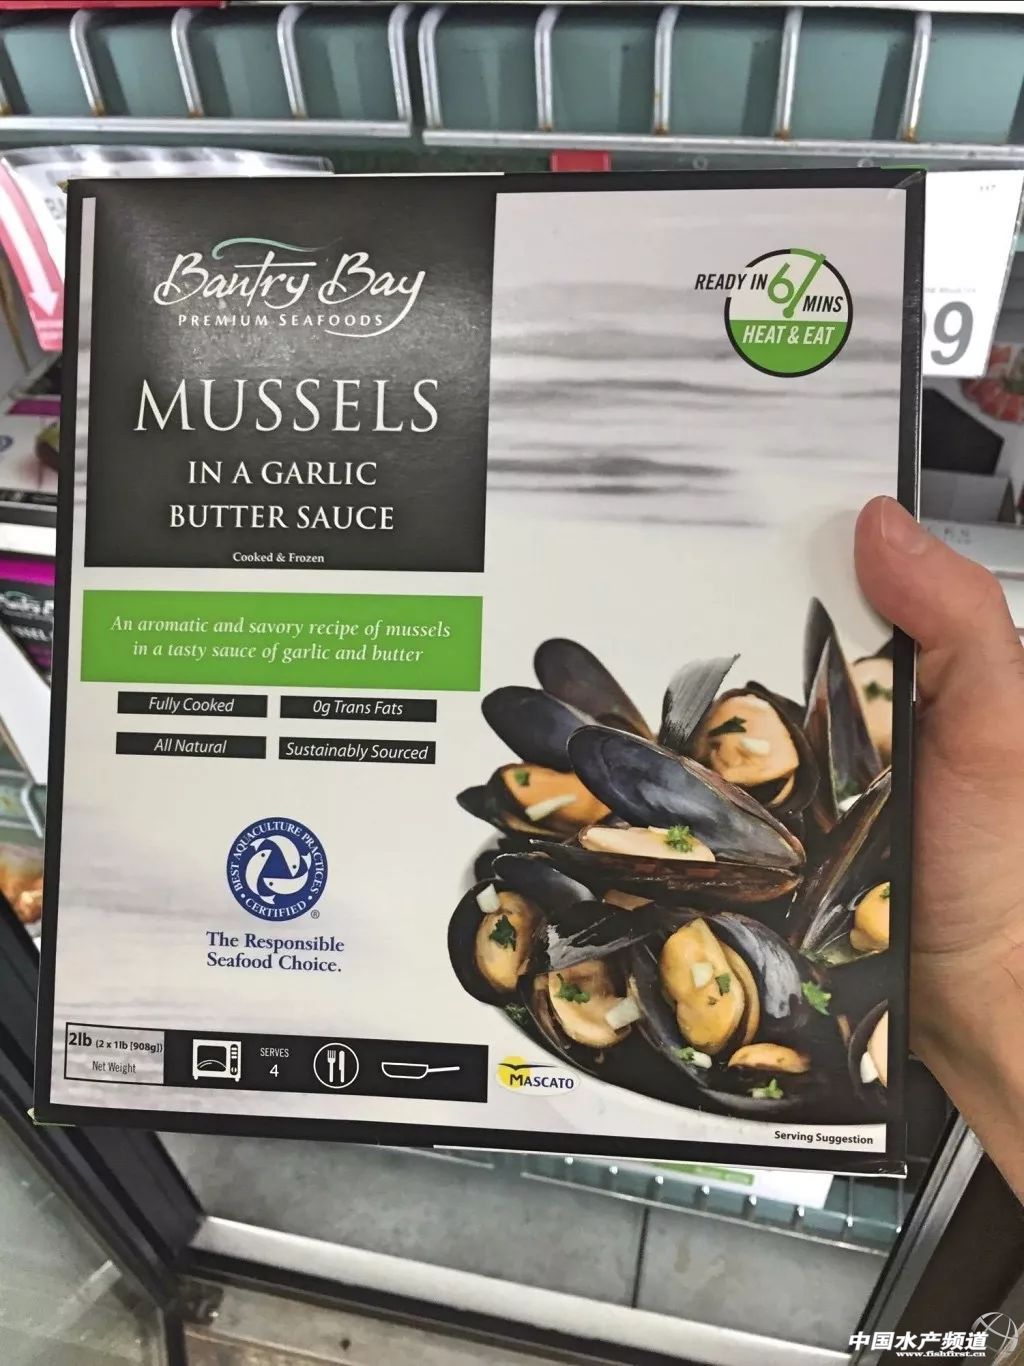 Bantry Bay
PREMIUM SEAFOODS
MUSSELS
IN A GARLIC
BUTTER SAUCE
Cooked & Frozen
READY IN 6 MINS
HEAT & EAT
9
117
An aromatic and savory recipe of mussels
in a tasty sauce of garlic and butter
Fully Cooked
0g Trans Fats
All Natural
Sustainably Sourced
BEST AQUACULTURE PRACTICES
• CERTIFIED •
®
The Responsible
Seafood Choice.
2lb (2 x 1lb [908g])
Net Weight
SERVES
4
MASCATO
Serving Suggestion
中国水产频道
www.fishfirst.cn